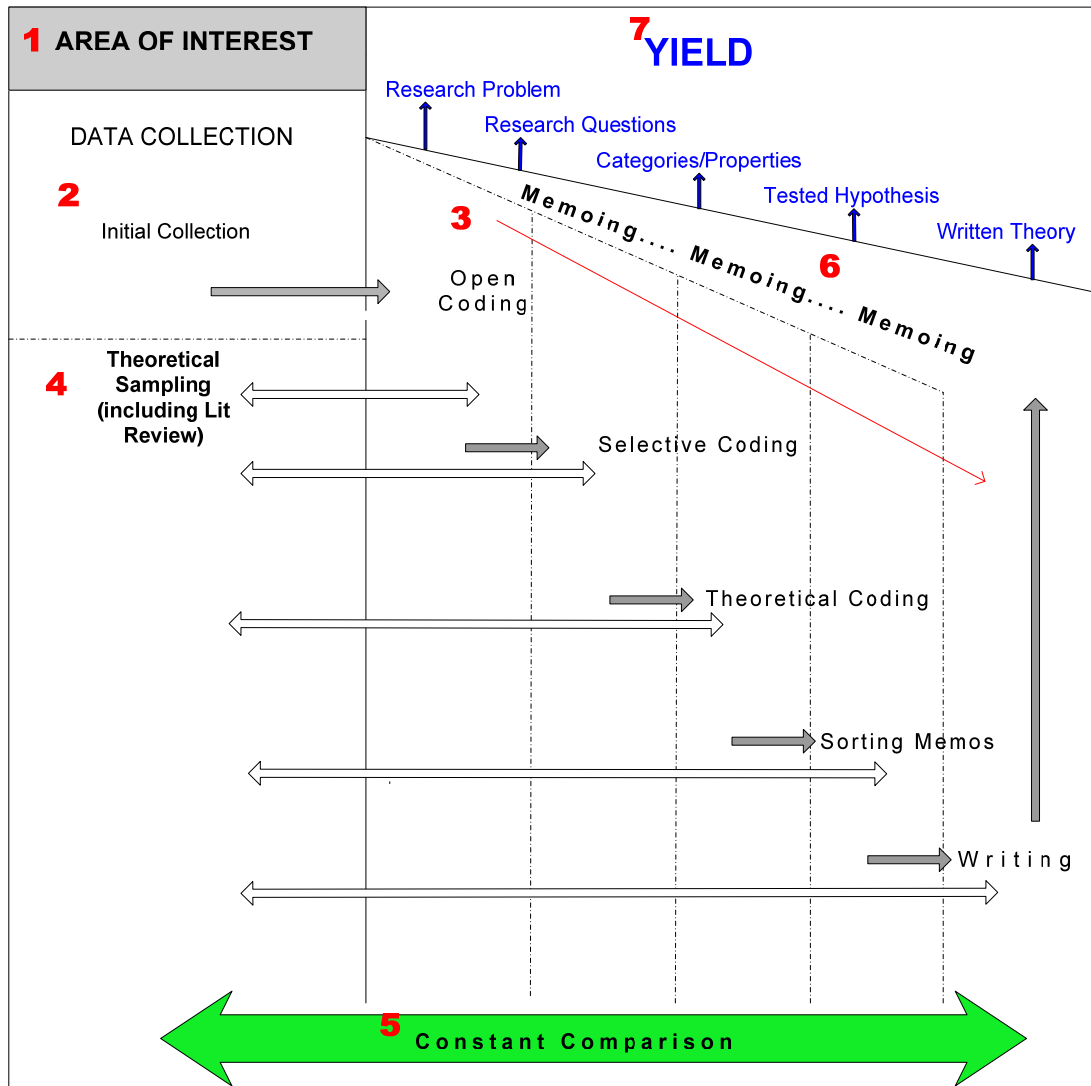 1 AREA OF INTEREST
7
YIELD
Research Problem
Research Questions
Categories/Properties
Tested Hypothesis
Written Theory
DATA COLLECTION
2
Initial Collection
3
Memoing.... Memoing.... Memoing
6
Open
Coding
4
Theoretical
Sampling
(including Lit
Review)
Selective Coding
Theoretical Coding
Sorting Memos
Writing
5
Constant Comparison